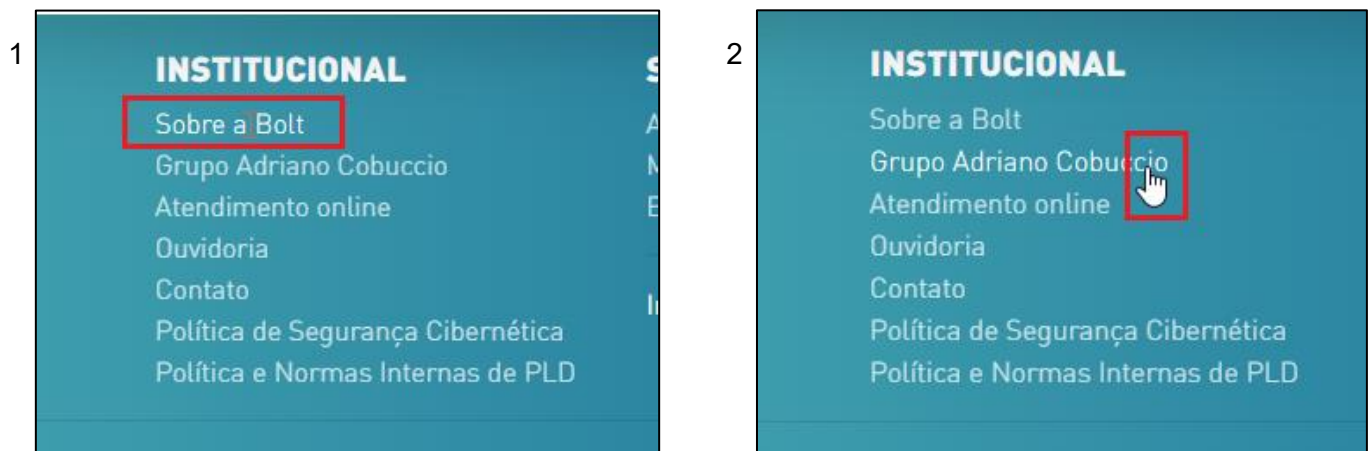 1
INSTITUCIONAL
Sobre a Bolt
Grupo Adriano Cobuccio
Atendimento online
Ouvidoria
Contato
Política de Segurança Cibernética
Política e Normas Internas de PLD
2
INSTITUCIONAL
Sobre a Bolt
Grupo Adriano Cobuccio
Atendimento online
Ouvidoria
Contato
Política de Segurança Cibernética
Política e Normas Internas de PLD